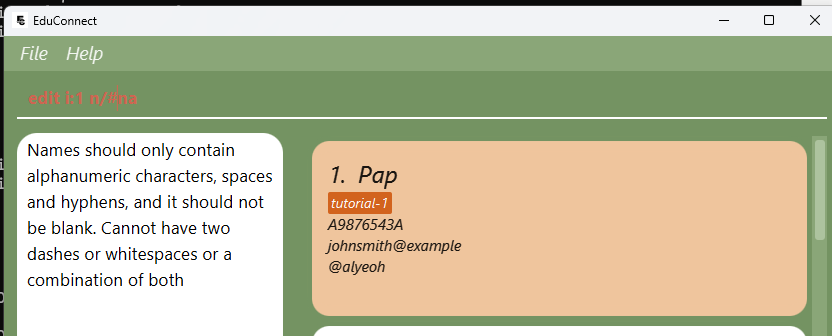 EduConnect
File Help
edit i:1 n/#na
Names should only contain
alphanumeric characters, spaces
and hyphens, and it should not
be blank. Cannot have two
dashes or whitespaces or a
combination of both
1. Pap
tutorial-1
A9876543A
johnsmith@example
@alyeoh